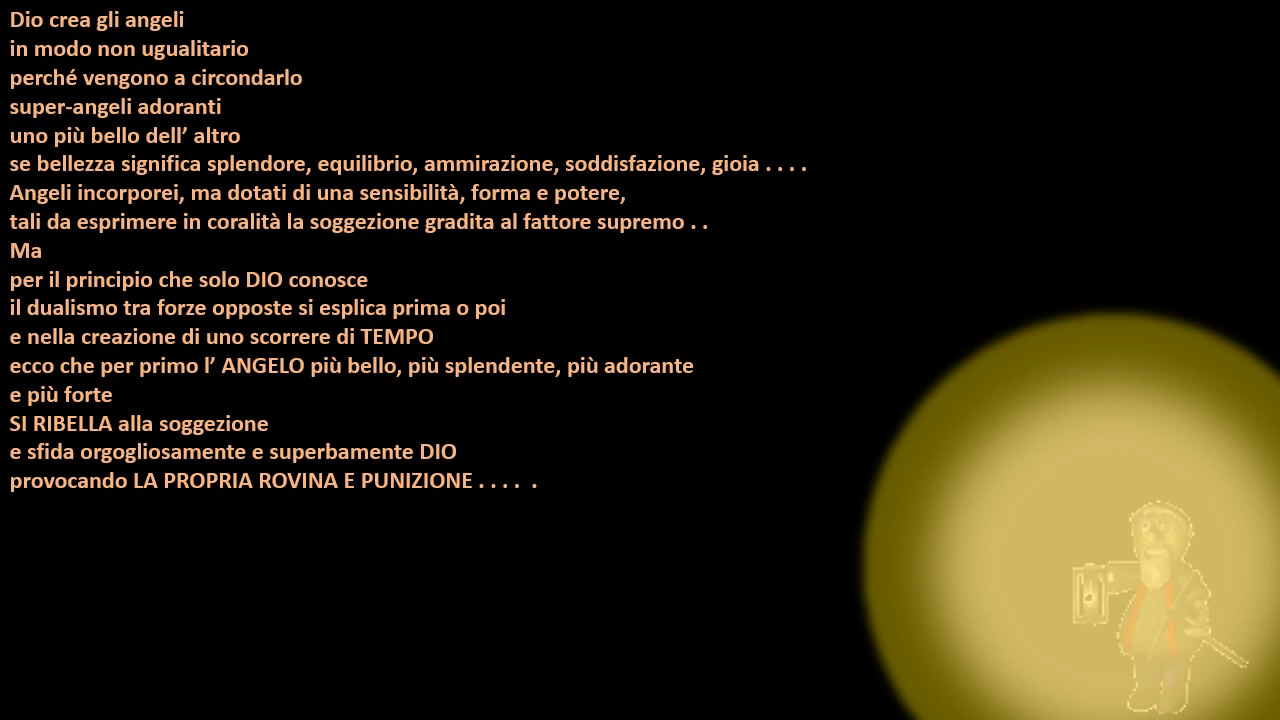 Dio crea gli angeli
in modo non ugualitario
perché vengono a circondarlo
super-angeli adoranti
uno più bello dell’ altro
se bellezza significa splendore, equilibrio, ammirazione, soddisfazione, gioia . . . .
Angeli incorporei, ma dotati di una sensibilità, forma e potere,
tali da esprimere in coralità la soggezione gradita al fattore supremo . .
Ma
per il principio che solo DIO conosce
il dualismo tra forze opposte si esplica prima o poi
e nella creazione di uno scorrere di TEMPO
ecco che per primo l’ ANGELO più bello, più splendente, più adorante
e più forte
SI RIBELLA alla soggezione
e sfida orgogliosamente e superbamente DIO
provocando LA PROPRIA ROVINA E PUNIZIONE . . . .  .